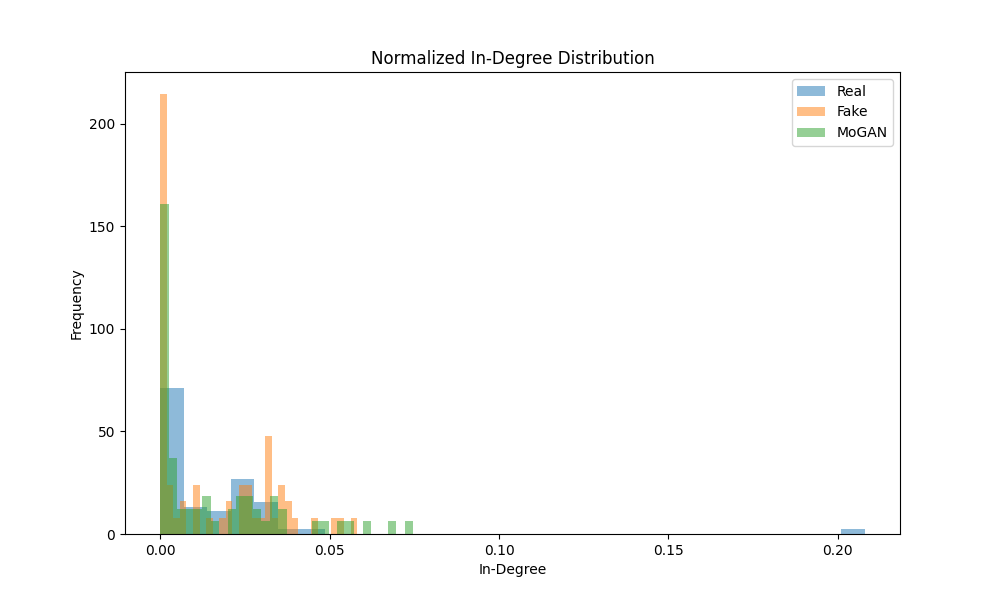 Normalized In-Degree Distribution
Real
Fake
MoGAN
Frequency
200
150
100
50
0
0.00
0.05
0.10
0.15
0.20
In-Degree